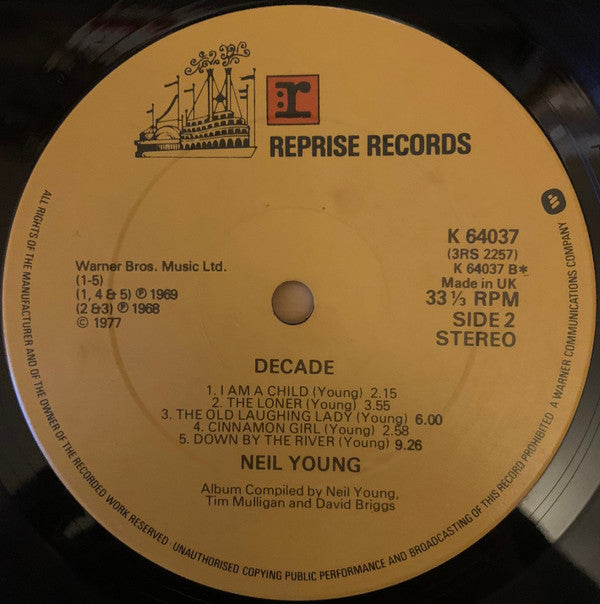 r
REPRISE RECORDS
K 64037
(3RS 2257)
K 64037 B*
Made in UK
33⅓ RPM
SIDE 2
STEREO
Warner Bros. Music Ltd.
(1-5)
(1, 4 & 5) ℗ 1969
(2 & 3) ℗ 1968
© 1977
DECADE
1. I AM A CHILD (Young) 2.15
2. THE LONER (Young) 3.55
3. THE OLD LAUGHING LADY (Young) 6.00
4. CINNAMON GIRL (Young) 2.58
5. DOWN BY THE RIVER (Young) 9.26
NEIL YOUNG
Album Compiled by Neil Young,
Tim Mulligan and David Briggs
ALL RIGHTS OF THE MANUFACTURER AND OF THE OWNER OF THE RECORDED WORK RESERVED UNAUTHORISED COPYING PUBLIC PERFORMANCE AND BROADCASTING OF THIS RECORD PROHIBITED A WARNER COMMUNICATIONS COMPANY